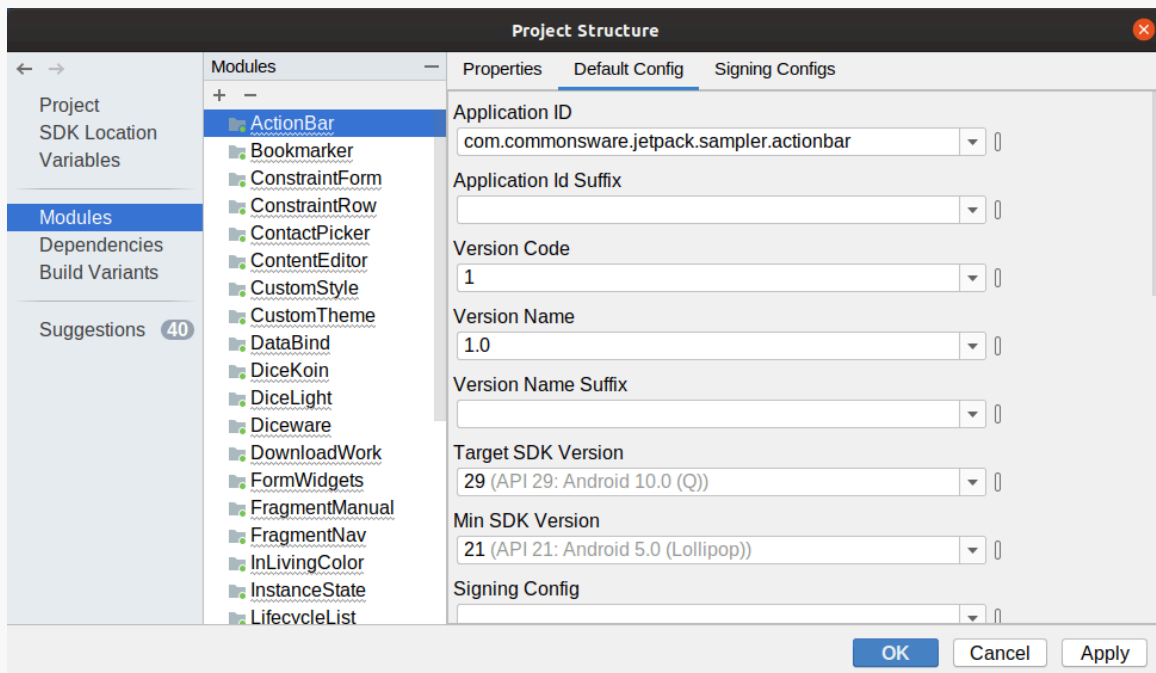 Project Structure
Project
SDK Location
Variables
Modules
Dependencies
Build Variants
Suggestions 40
Modules
ActionBar
Bookmarker
ConstraintForm
ConstraintRow
ContactPicker
ContentEditor
CustomStyle
CustomTheme
DataBind
DiceKoin
DiceLight
Diceware
DownloadWork
FormWidgets
FragmentManual
FragmentNav
InLivingColor
InstanceState
LifecycleList
Properties Default Config Signing Configs
Application ID
com.commonsware.jetpack.sampler.actionbar
Application Id Suffix
Version Code
1
Version Name
1.0
Version Name Suffix
Target SDK Version
29 (API 29: Android 10.0 (Q))
Min SDK Version
21 (API 21: Android 5.0 (Lollipop))
Signing Config
OK Cancel Apply